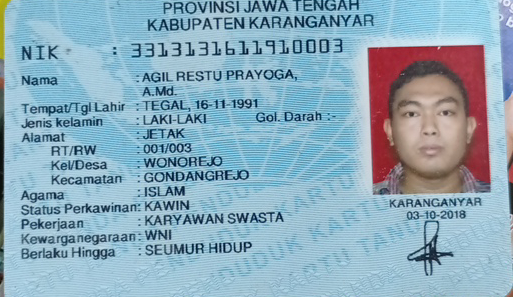 PROVINSI JAWA TENGAH
KABUPATEN KARANGANYAR
NIK : 3313131611910003
Nama : AGIL RESTU PRAYOGA,
A.Md.
Tempat/Tgl Lahir : TEGAL, 16-11-1991
Jenis kelamin : LAKI-LAKI Gol. Darah :-
Alamat : JETAK
RT/RW : 001/003
Kel/Desa : WONOREJO
Kecamatan : GONDANGREJO
Agama : ISLAM
Status Perkawinan: KAWIN
Pekerjaan : KARYAWAN SWASTA
Kewarganegaraan: WNI
Berlaku Hingga : SEUMUR HIDUP
KARANGANYAR
03-10-2018